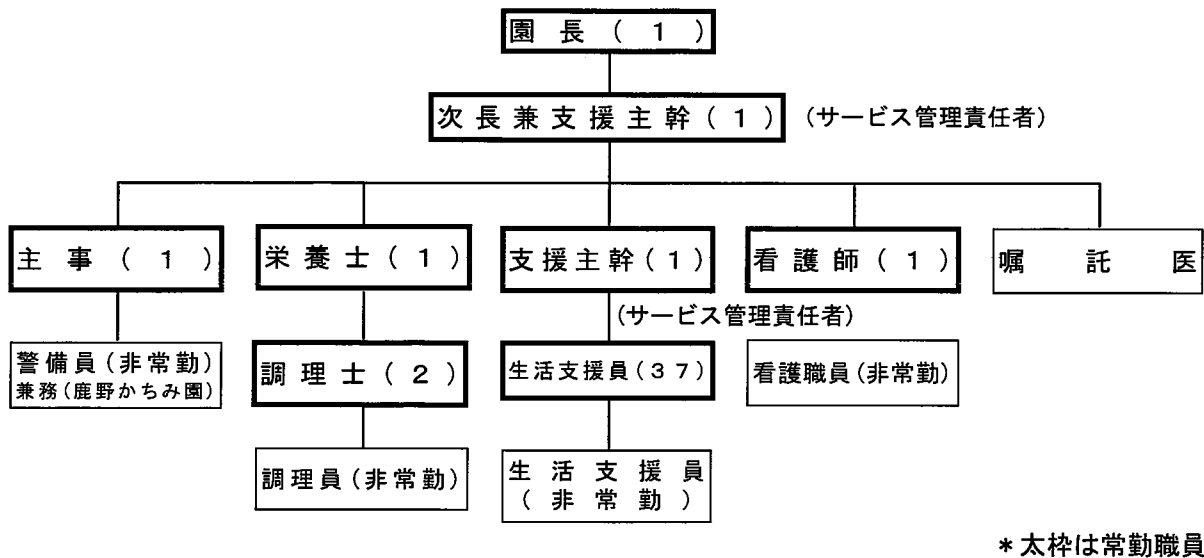 園長(1)
次長兼支援主幹(1) (サービス管理責任者)
主事(1)
栄養士(1)
支援主幹(1)
看護師(1)
嘱託医
(サービス管理責任者)
警備員(非常勤)
兼務(鹿野かちみ園)
調理士(2)
生活支援員(37)
看護職員(非常勤)
調理員(非常勤)
生活支援員
(非常勤)
*太枠は常勤職員